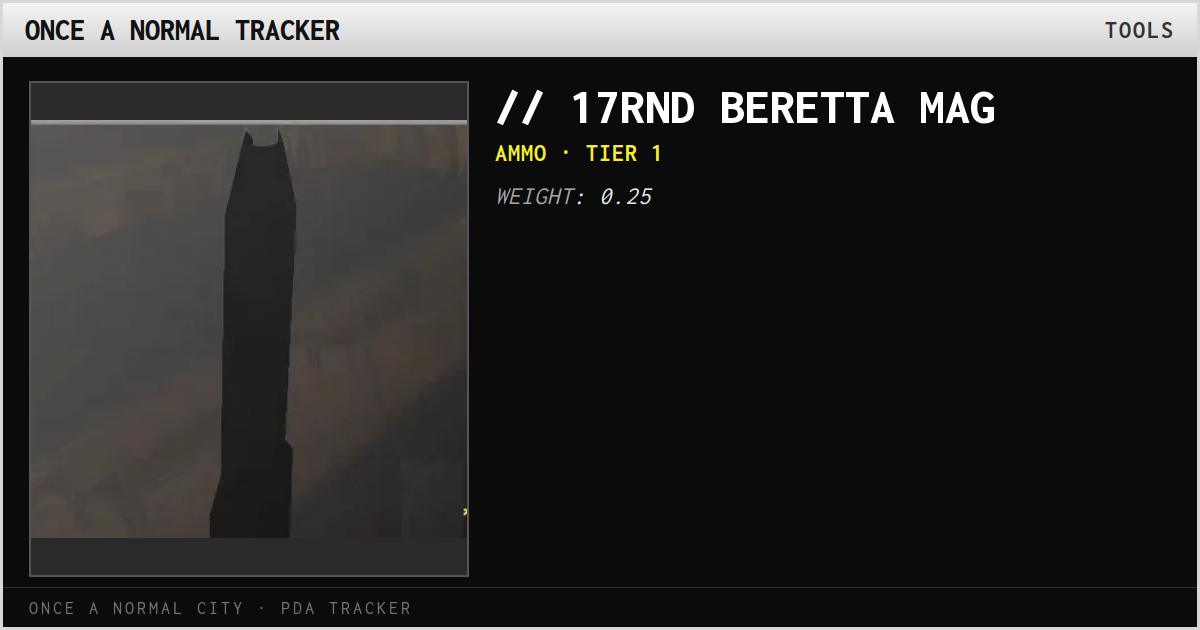 ONCE A NORMAL TRACKER
TOOLS
// 17RND BERETTA MAG
AMMO · TIER 1
WEIGHT: 0.25
ONCE A NORMAL CITY · PDA TRACKER